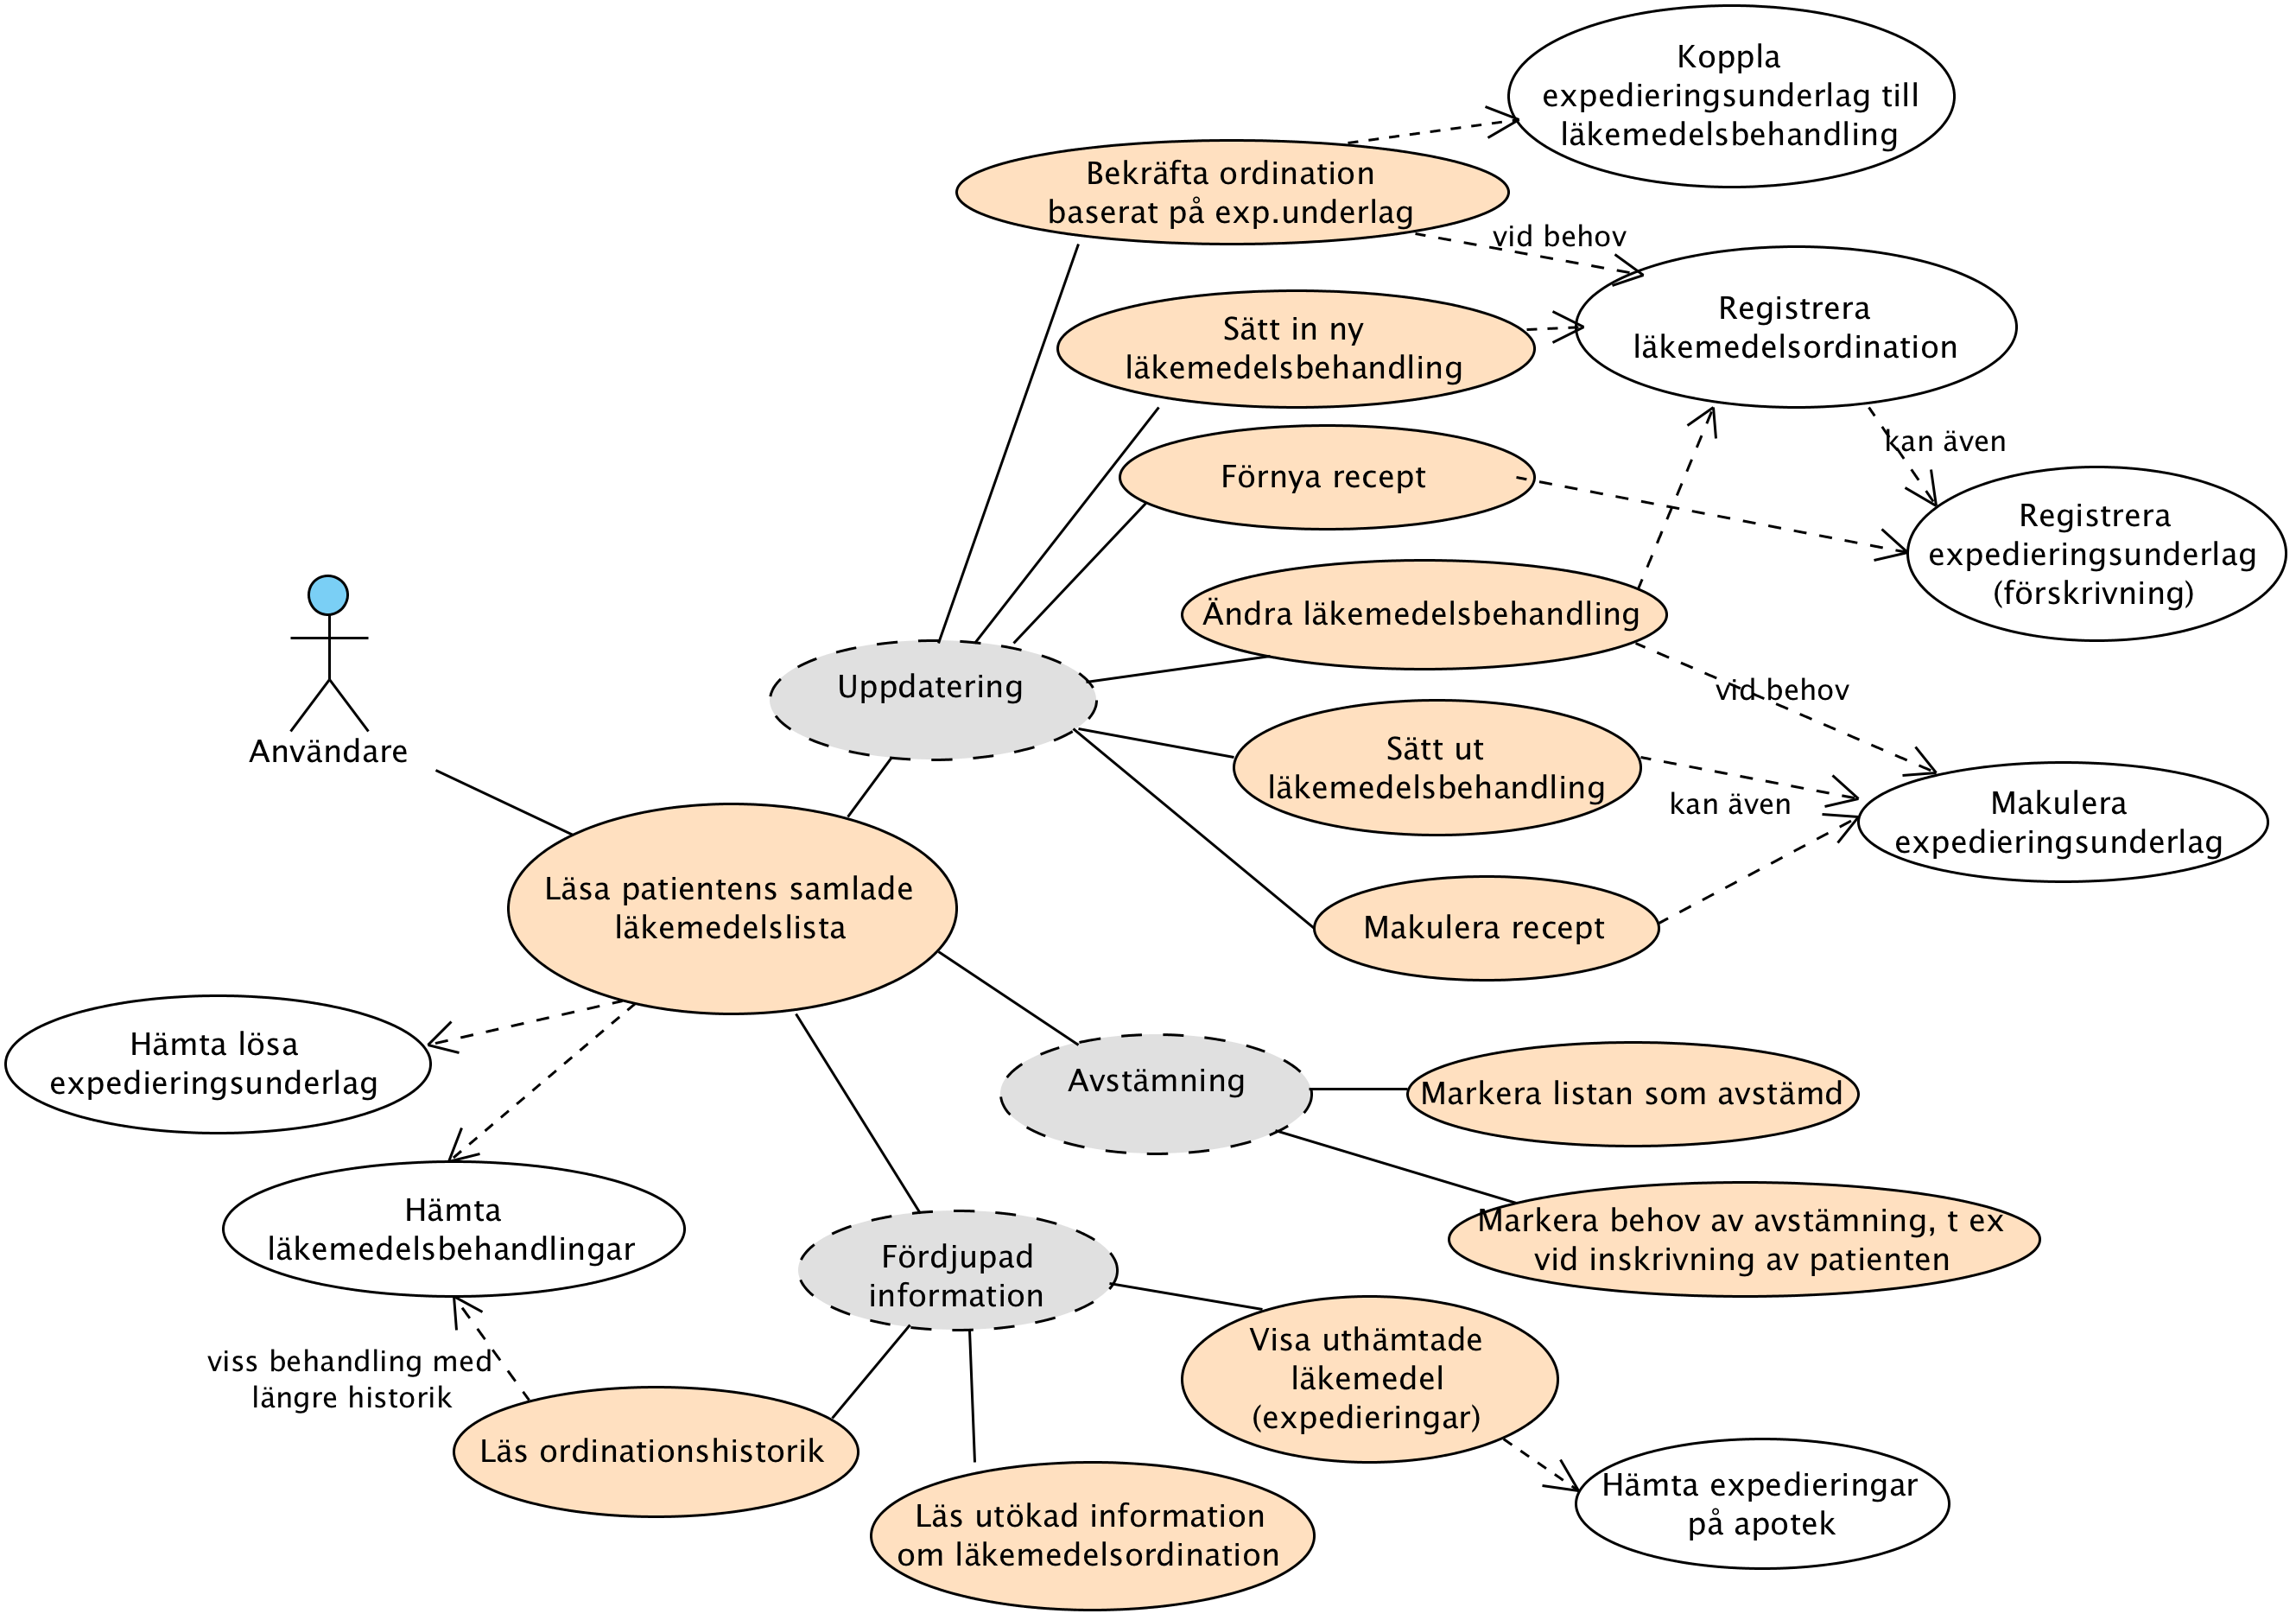 Koppla
expedieringsunderlag till
läkemedelsbehandling
Bekräfta ordination
baserat på exp.underlag
vid behov
Sätt in ny
läkemedelsbehandling
Registrera
läkemedelsordination
kan även
Förnya recept
Registrera
expedieringsunderlag
(förskrivning)
Ändra läkemedelsbehandling
Uppdatering
vid behov
Användare
Sätt ut
läkemedelsbehandling
kan även
Makulera
expedieringsunderlag
Läsa patientens samlade
läkemedelslista
Makulera recept
Hämta lösa
expedieringsunderlag
Avstämning
Markera listan som avstämd
Hämta
läkemedelsbehandlingar
Markera behov av avstämning, t ex
vid inskrivning av patienten
Fördjupad
information
Visa uthämtade
läkemedel
(expedieringar)
viss behandling med
längre historik
Läs ordinationshistorik
Hämta expedieringar
på apotek
Läs utökad information
om läkemedelsordination